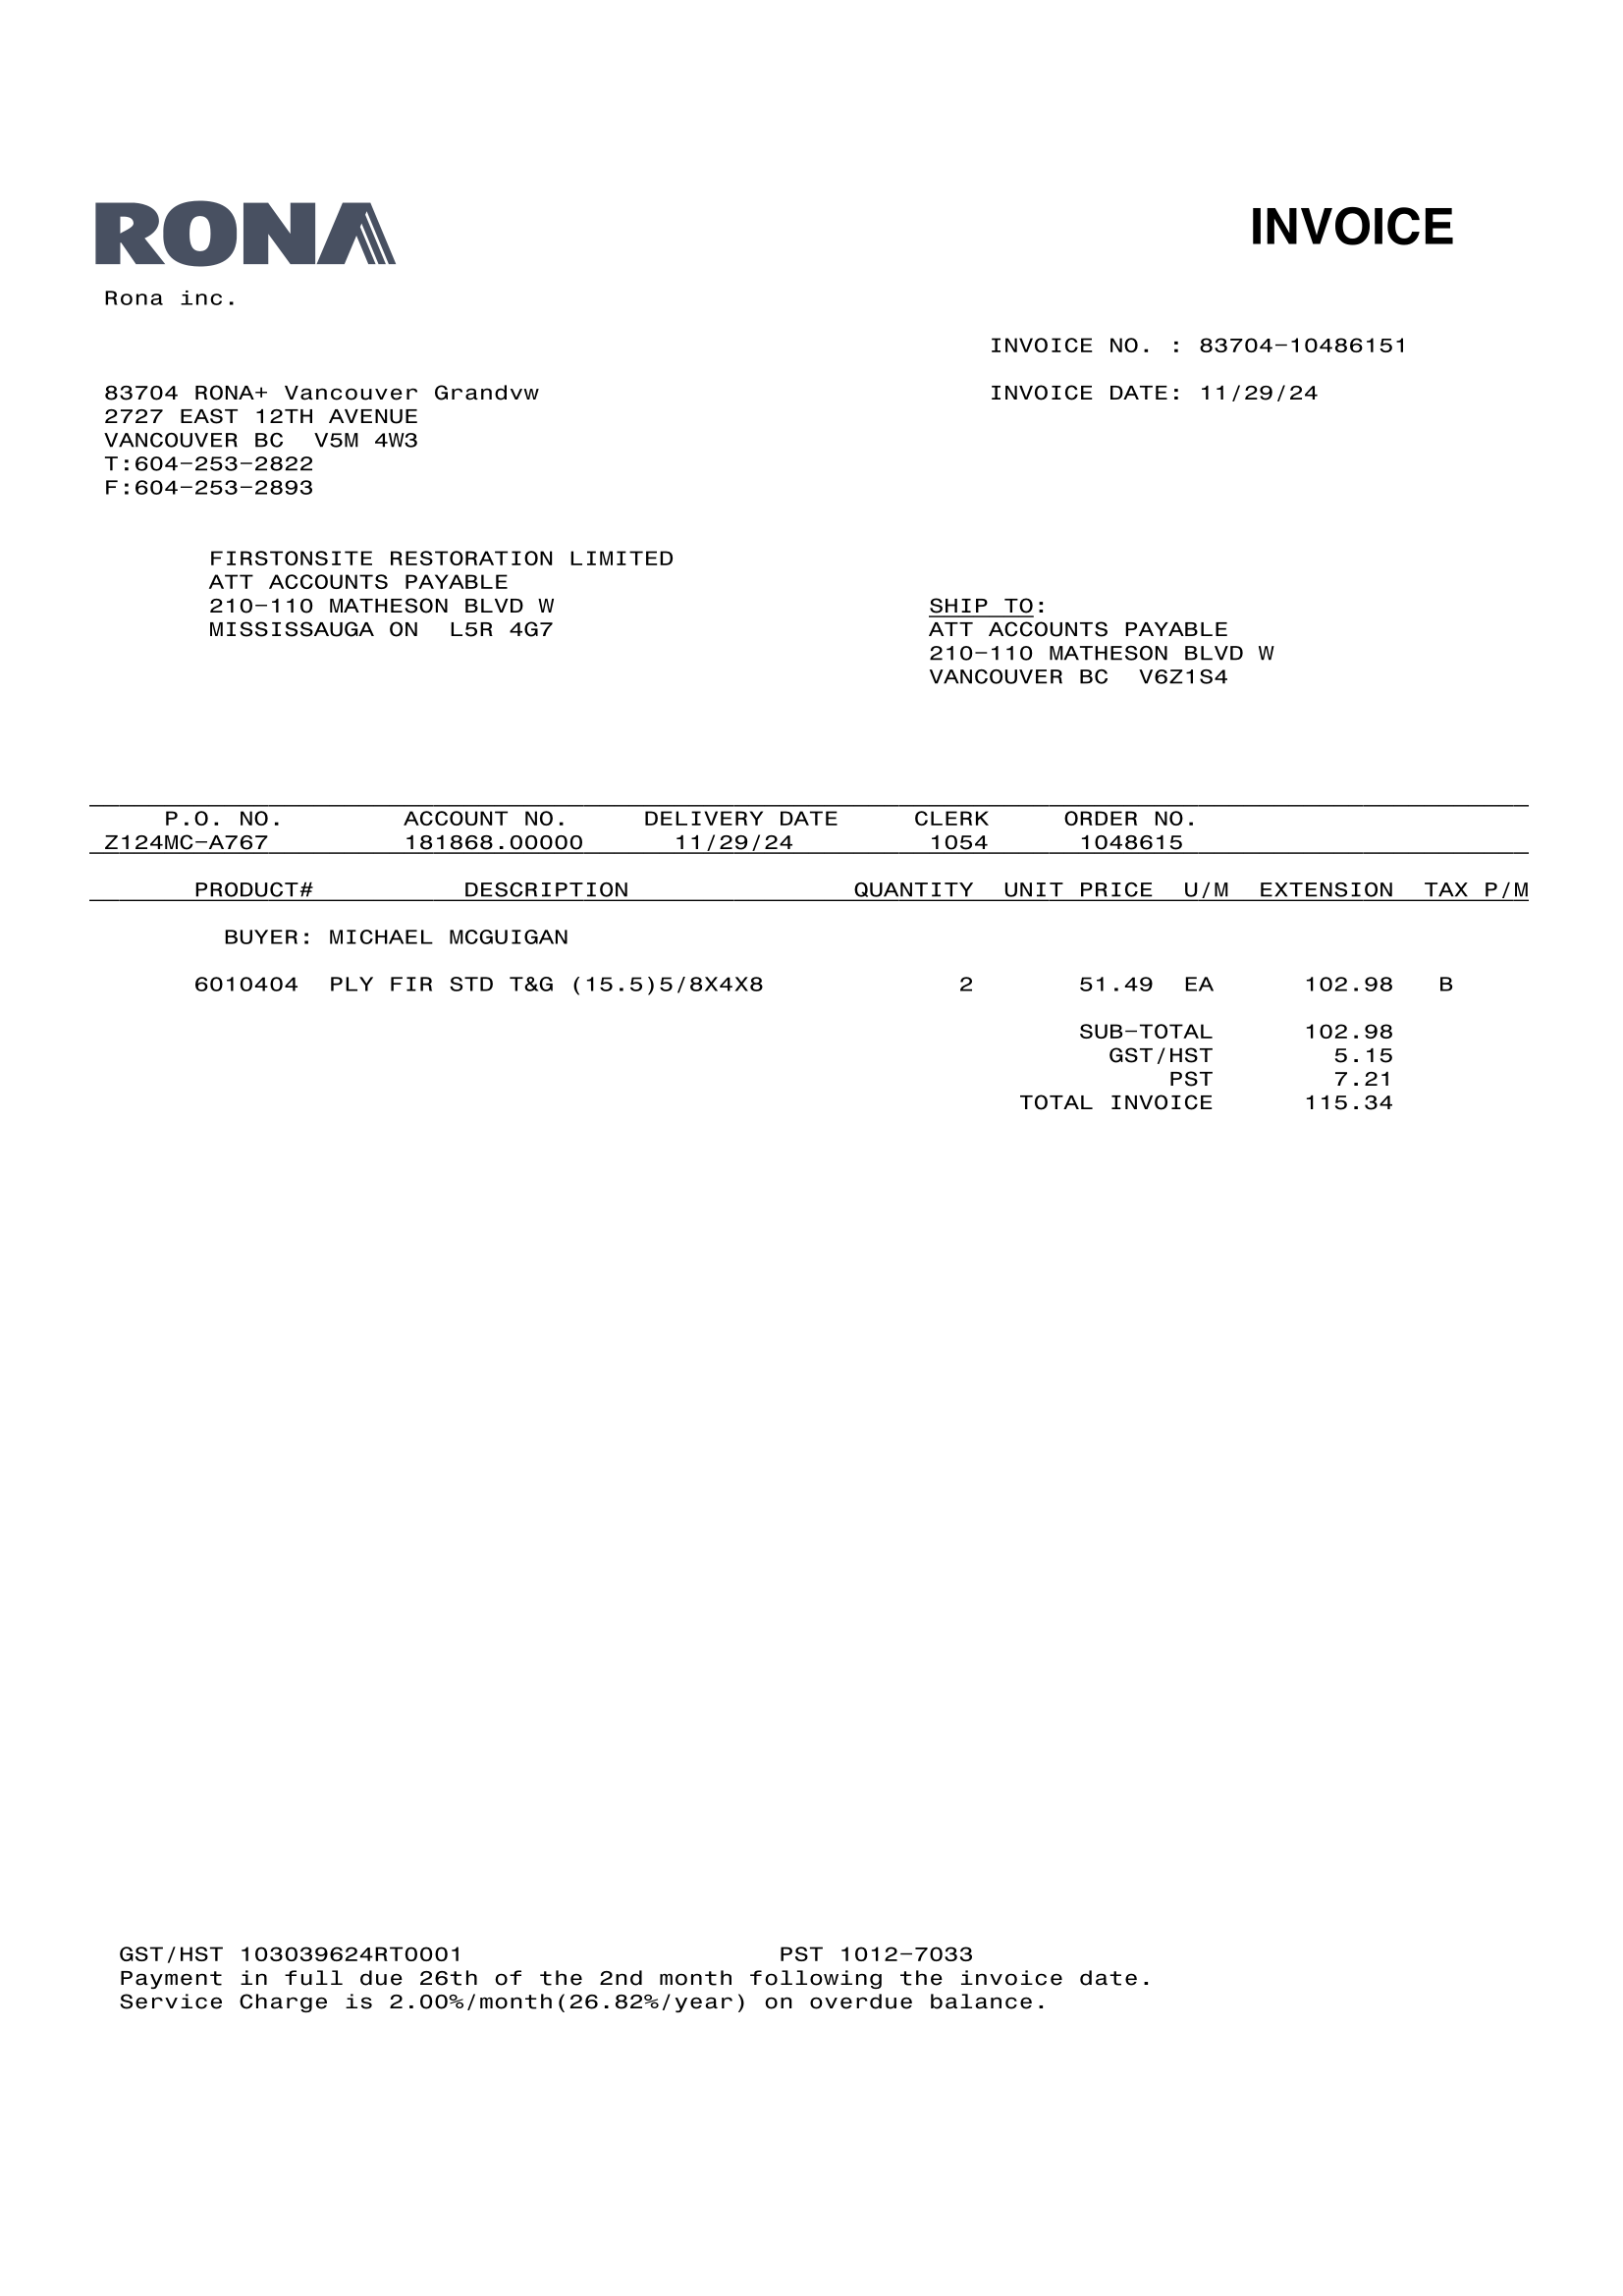 RONA
INVOICE
Rona inc.
INVOICE NO. : 83704-10486151
83704 RONA+ Vancouver Grandvw INVOICE DATE: 11/29/24
2727 EAST 12TH AVENUE
VANCOUVER BC V5M 4W3
T:604-253-2822
F:604-253-2893
FIRSTONSITE RESTORATION LIMITED
ATT ACCOUNTS PAYABLE
210-110 MATHESON BLVD W
MISSISSAUGA ON L5R 4G7
SHIP TO:
ATT ACCOUNTS PAYABLE
210-110 MATHESON BLVD W
VANCOUVER BC V6Z1S4
P.O. NO. ACCOUNT NO. DELIVERY DATE CLERK ORDER NO.
Z124MC-A767 181868.00000 11/29/24 1054 1048615
PRODUCT# DESCRIPTION QUANTITY UNIT PRICE U/M EXTENSION TAX P/M
BUYER: MICHAEL MCGUIGAN
6010404 PLY FIR STD T&G (15.5)5/8X4X8 2 51.49 EA 102.98 B
SUB-TOTAL 102.98
GST/HST 5.15
PST 7.21
TOTAL INVOICE 115.34
GST/HST 103039624RT0001 PST 1012-7033
Payment in full due 26th of the 2nd month following the invoice date.
Service Charge is 2.00%/month(26.82%/year) on overdue balance.